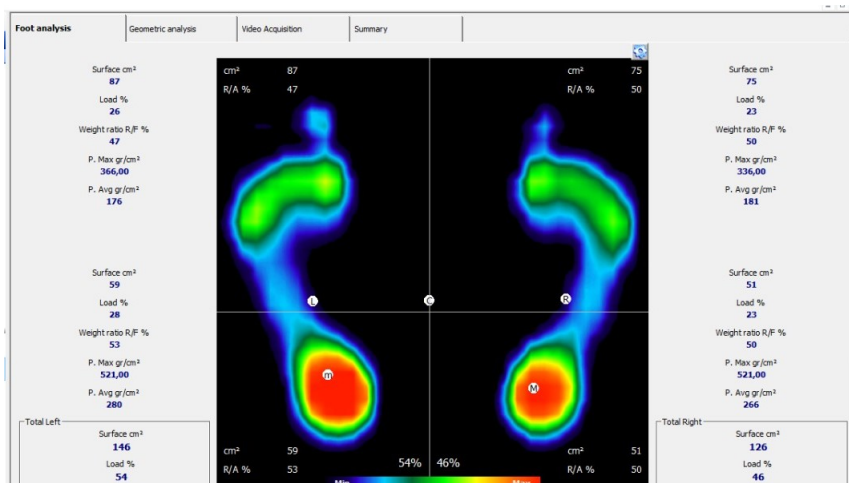 Foot analysis
Geometric analysis
Video Acquisition
Summary
Surface cm²
87
Load %
26
Weight ratio R/F %
47
P. Max gr/cm²
366,00
P. Avg gr/cm²
176
Surface cm²
59
Load %
28
Weight ratio R/F %
53
P. Max gr/cm²
521,00
P. Avg gr/cm²
280
Total Left
Surface cm²
146
Load %
54
cm² 87
R/A % 47
cm² 75
R/A % 50
L
C
R
m
M
cm² 59
R/A % 53
54% 46%
cm² 51
R/A % 50
Min
Max
Surface cm²
75
Load %
23
Weight ratio R/F %
50
P. Max gr/cm²
336,00
P. Avg gr/cm²
181
Surface cm²
51
Load %
23
Weight ratio R/F %
50
P. Max gr/cm²
521,00
P. Avg gr/cm²
266
Total Right
Surface cm²
126
Load %
46